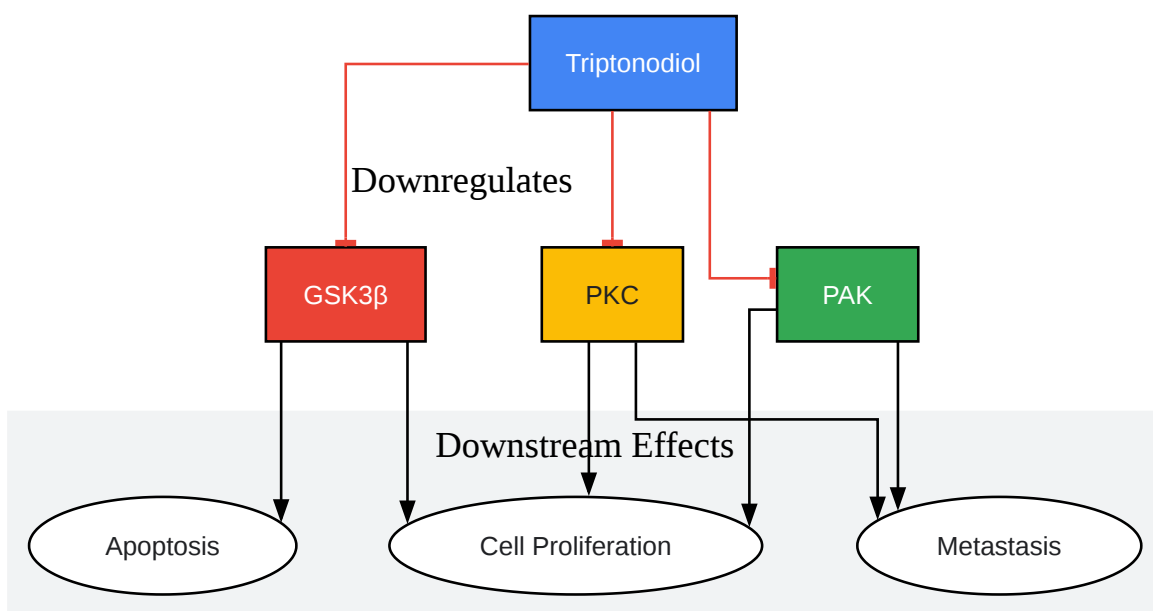 Triptonodiol
Downregulates
GSK3β
PKC
PAK
Downstream Effects
Apoptosis
Cell Proliferation
Metastasis